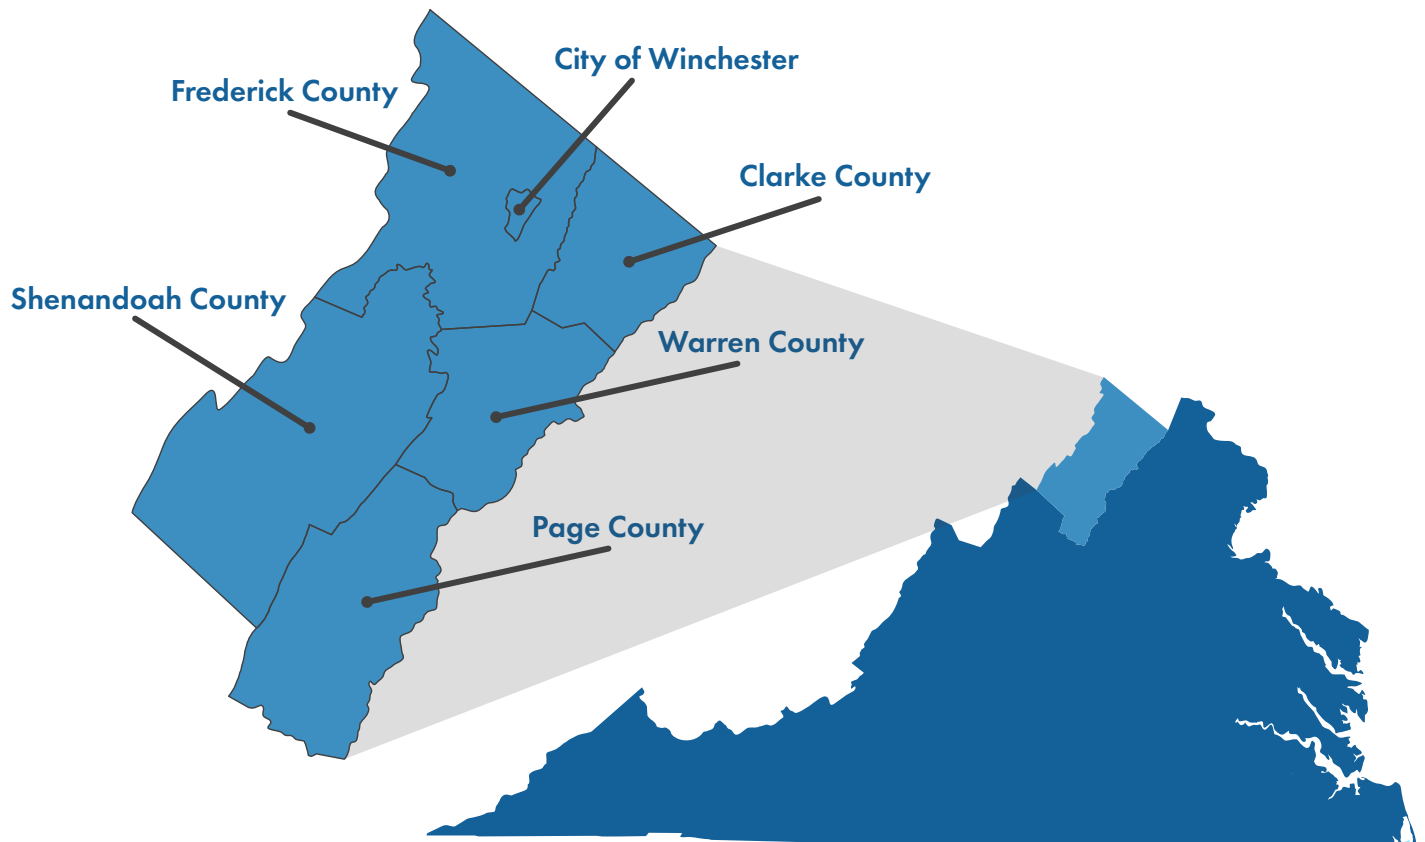 City of Winchester
Frederick County
Clarke County
Shenandoah County
Warren County
Page County